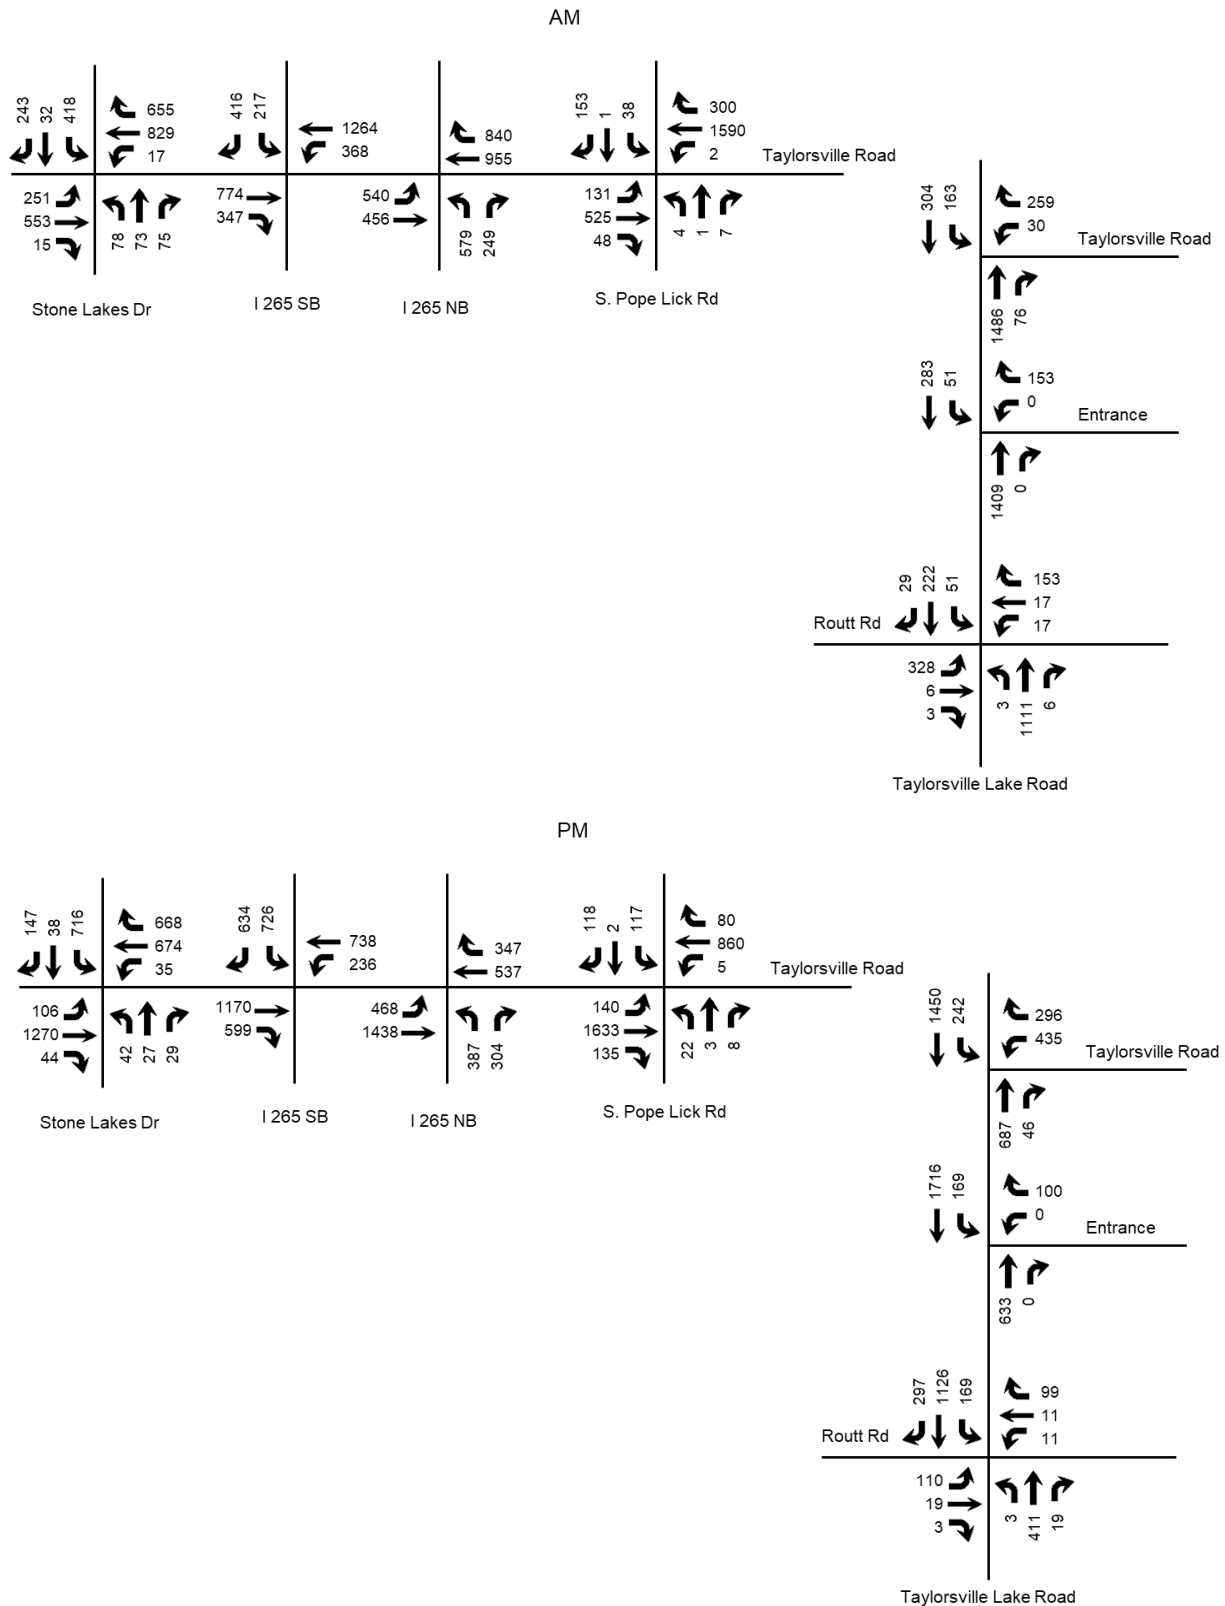 AM
243 32 418
655
829
17
251
553
15
78 73 75
Stone Lakes Dr
416 217
1264
368
774
347
I 265 SB
840
955
540
456
579 249
I 265 NB
153 1 38
300
1590
2
131
525
48
4 1 7
S. Pope Lick Rd
Taylorsville Road
304 163
259
30
Taylorsville Road
1486 76
283 51
153
0
Entrance
1409 0
29 222 51
153
17
17
Routt Rd
328
6
3
3 1111 6
Taylorsville Lake Road
PM
147 38 716
668
674
35
106
1270
44
42 27 29
Stone Lakes Dr
634 726
738
236
1170
599
I 265 SB
347
537
468
1438
387 304
I 265 NB
118 2 117
80
860
5
140
1633
135
22 3 8
S. Pope Lick Rd
Taylorsville Road
1450 242
296
435
Taylorsville Road
687 46
1716 169
100
0
Entrance
633 0
297 1126 169
99
11
11
Routt Rd
110
19
3
3 411 19
Taylorsville Lake Road